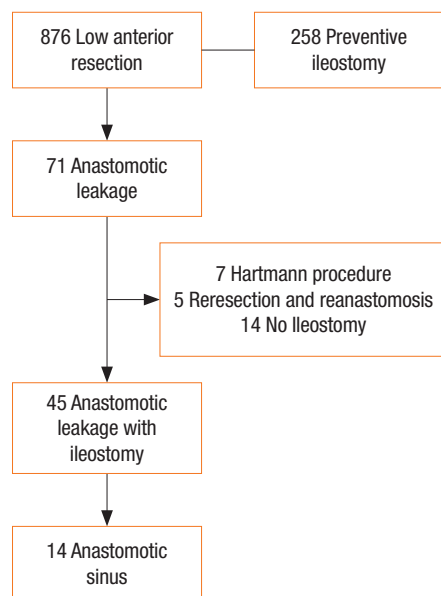 876 Low anterior
resection
258 Preventive
ileostomy
71 Anastomotic
leakage
7 Hartmann procedure
5 Reresection and reanastomosis
14 No Ileostomy
45 Anastomotic
leakage with
ileostomy
14 Anastomotic
sinus